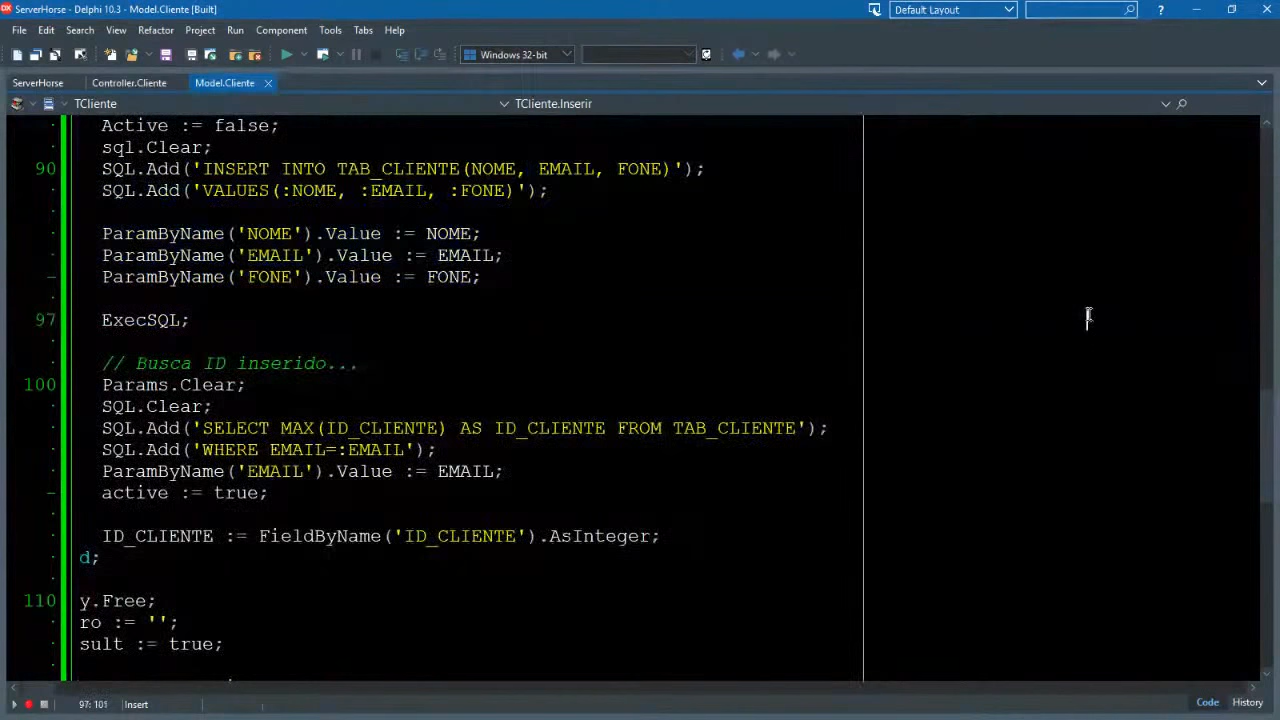 ServerHorse - Delphi 10.3 - Model.Cliente [Built]
Default Layout
File Edit Search View Refactor Project Run Component Tools Tabs Help
Windows 32-bit
ServerHorse Controller.Cliente Model.Cliente
TCliente TCliente.Inserir
Active := false;
sql.Clear;
90 SQL.Add('INSERT INTO TAB_CLIENTE(NOME, EMAIL, FONE)');
SQL.Add('VALUES(:NOME, :EMAIL, :FONE)');
ParamByName('NOME').Value := NOME;
ParamByName('EMAIL').Value := EMAIL;
ParamByName('FONE').Value := FONE;
97 ExecSQL;
// Busca ID inserido...
100 Params.Clear;
SQL.Clear;
SQL.Add('SELECT MAX(ID_CLIENTE) AS ID_CLIENTE FROM TAB_CLIENTE');
SQL.Add('WHERE EMAIL=:EMAIL');
ParamByName('EMAIL').Value := EMAIL;
active := true;
ID_CLIENTE := FieldByName('ID_CLIENTE').AsInteger;
d;
110 y.Free;
ro := '';
sult := true;
97: 101 Insert Code History